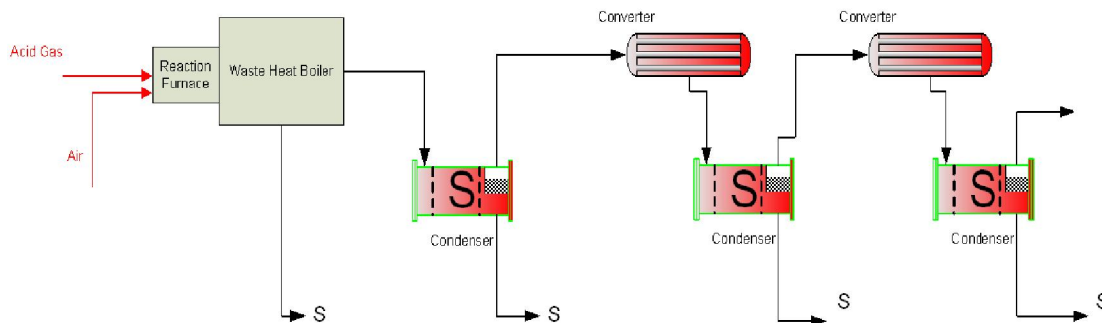 Converter
Converter
Acid Gas
Reaction
Furnace
Waste Heat Boiler
Air
S
S
S
Condenser
Condenser
Condenser
S
S
S
S